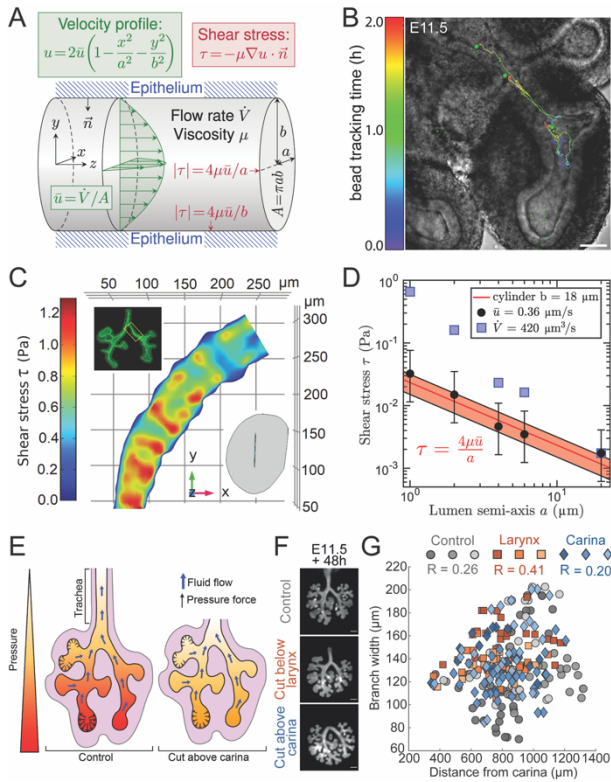 A
Velocity profile:
u=2ū(1−x²/a²−y²/b²)
Shear stress:
τ=−μ∇u·n⃗
Epithelium
n⃗
Flow rate V̇
Viscosity μ
y
x
z
b
a
|τ|=4μū/a
A=πab
ū=V̇/A
|τ|=4μū/b
Epithelium
B
bead tracking time (h)
2.0
1.0
0.0
E11.5
C
50 100 150 200 250 μm
μm
300
250
200
150
100
50
Shear stress τ (Pa)
1.2
1.0
0.8
0.6
0.4
0.2
0.0
y
z
x
D
Shear stress τ (Pa)
10⁰
10⁻¹
10⁻²
10⁻³
cylinder b = 18 μm
ū = 0.36 μm/s
V̇ = 420 μm³/s
τ = 4μū/a
10⁰ 10¹
Lumen semi-axis a (μm)
E
Pressure
Trachea
Fluid flow
Pressure force
Control
Cut above carina
F
E11.5
+ 48h
Control
Cut below
larynx
Cut above
carina
G
Control Larynx Carina
R = 0.26 R = 0.41 R = 0.20
Branch width (μm)
200
180
160
140
120
100
80
60
200 400 600 800 1000 1200 1400
Distance from carina (μm)